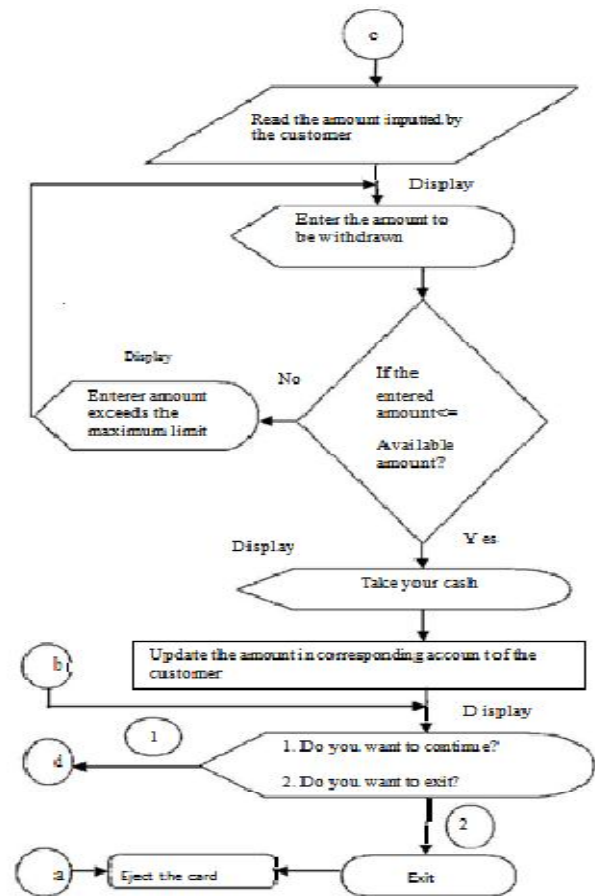 c
Read the amount inputted by
the customer
Display
Enter the amount to
be withdrawn
Display
No
If the
entered
amount<=
Available
amount?
Enterer amount
exceeds the
maximum limit
Yes
Display
Take your cash
b
Update the amount in corresponding account of the
customer
Display
1
1. Do you want to continue?
d
2. Do you want to exit?
2
a
Eject the card
Exit